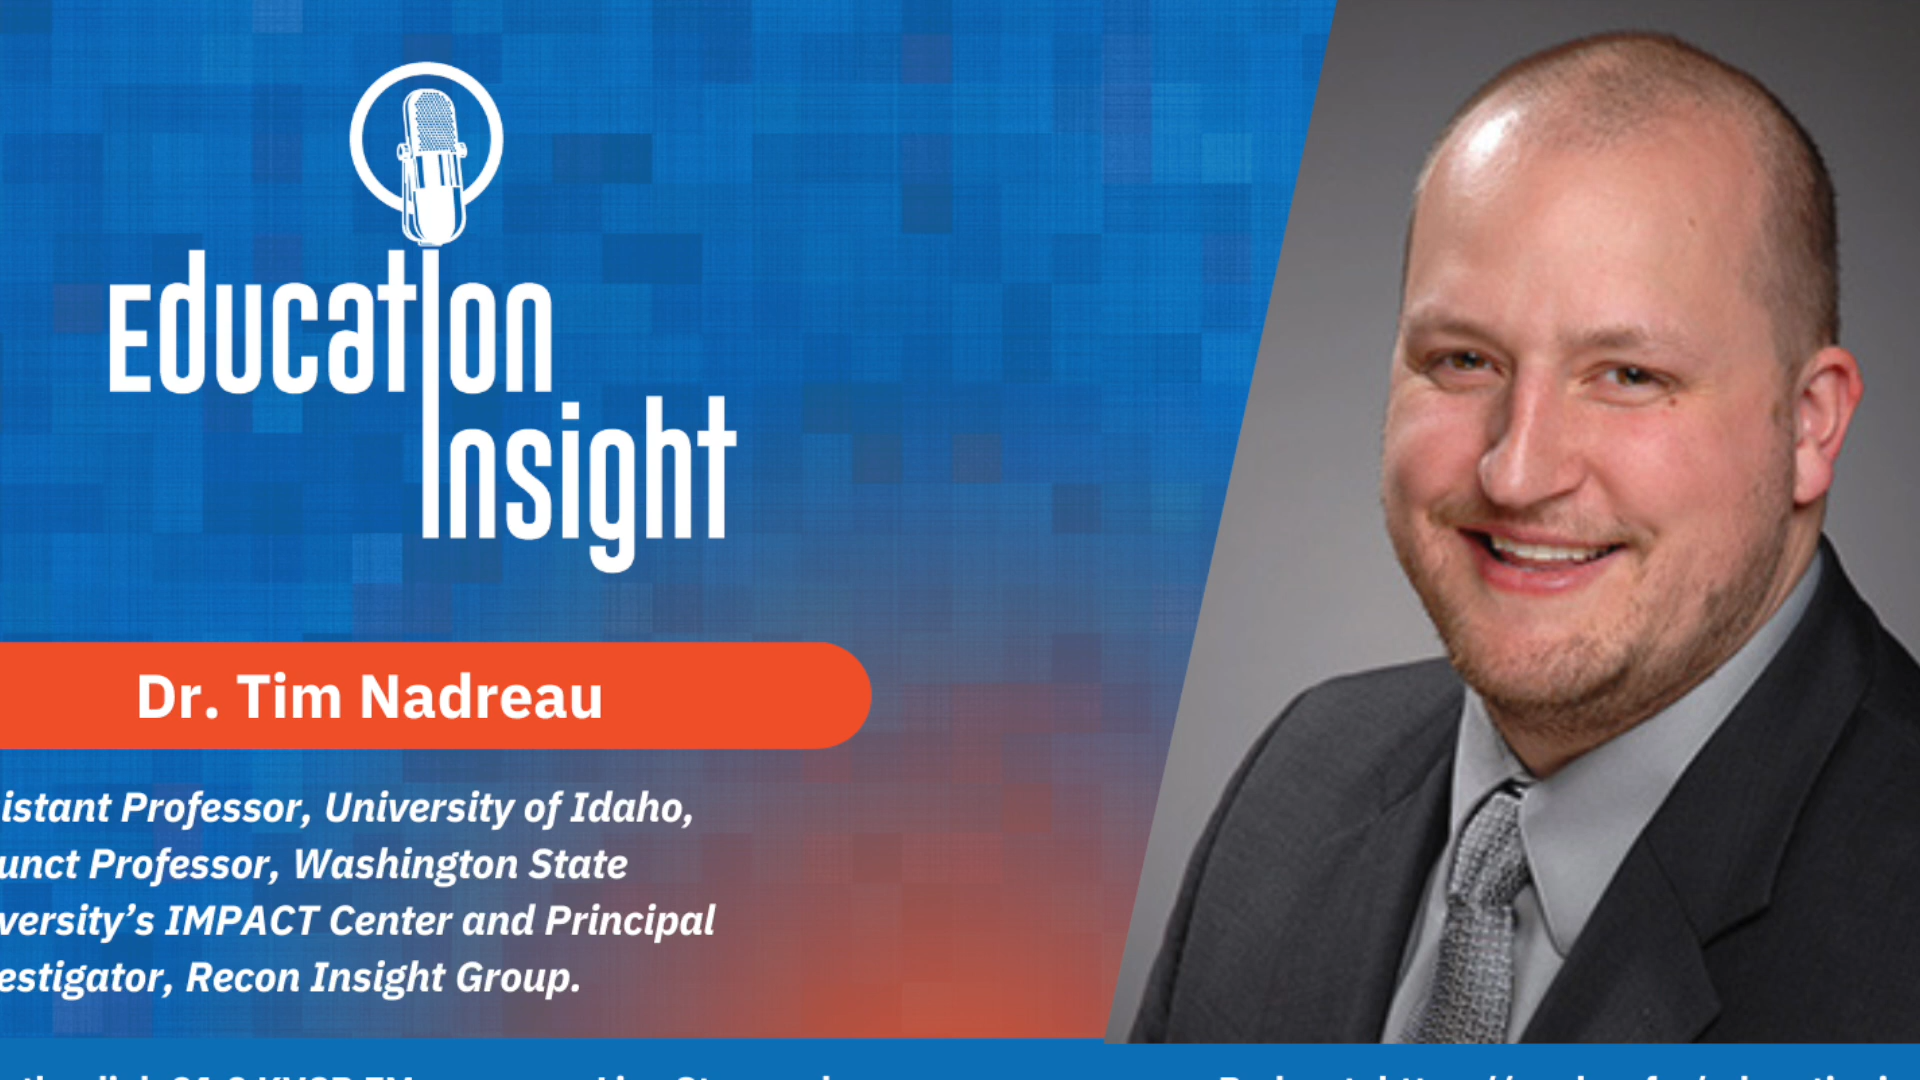 Education
Insight
Dr. Tim Nadreau
istant Professor, University of Idaho,
unct Professor, Washington State
versity's IMPACT Center and Principal
estigator, Recon Insight Group.